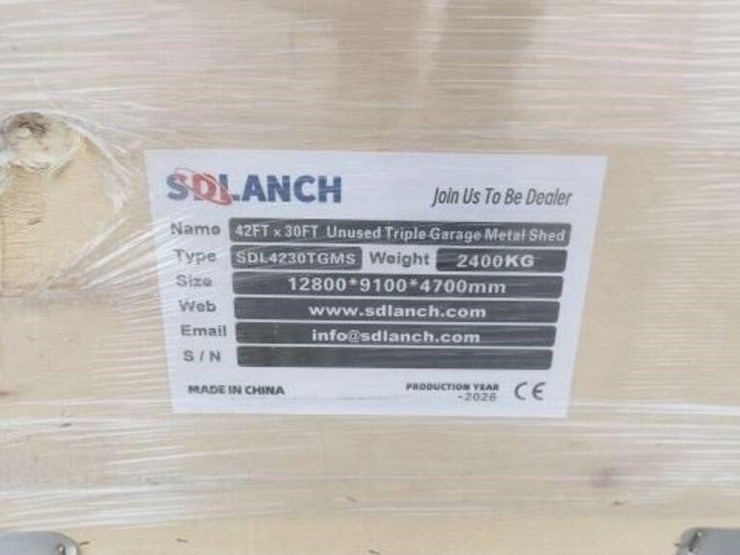 SDLANCH
Join Us To Be Dealer
Name 42FT x 30FT Unused Triple Garage Metal Shed
Type SDL4230TGMS Weight 2400KG
Size 12800*9100*4700mm
Web www.sdlanch.com
Email info@sdlanch.com
S/N
MADE IN CHINA
PRODUCTION YEAR
-2026
CE